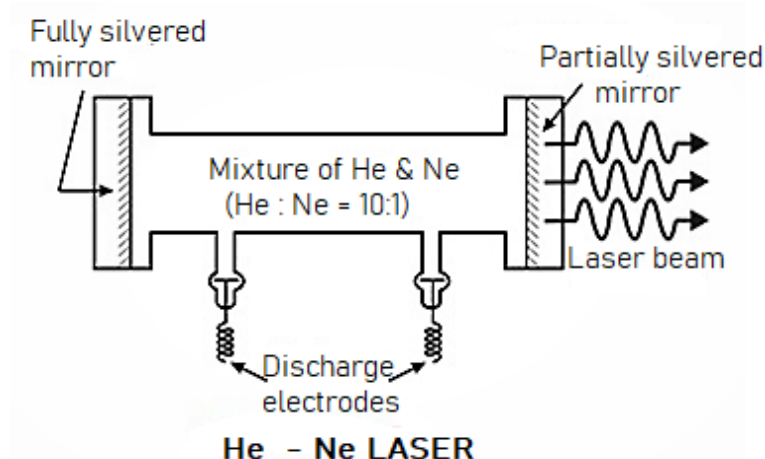 Fully silvered
mirror
Partially silvered
mirror
Mixture of He & Ne
(He : Ne = 10:1)
Laser beam
Discharge
electrodes
He - Ne LASER